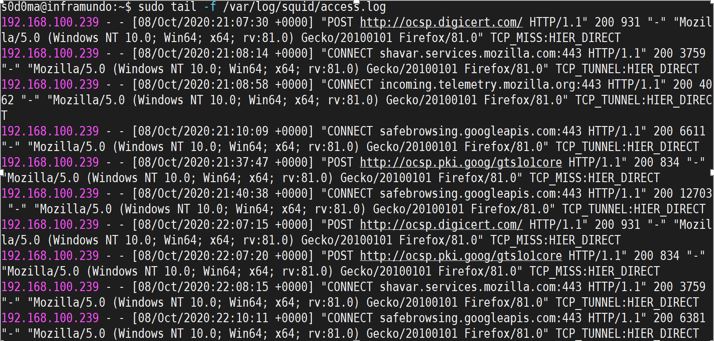 s0d0ma@inframundo:~$ sudo tail -f /var/log/squid/access.log
192.168.100.239 - - [08/Oct/2020:21:07:30 +0000] "POST http://ocsp.digicert.com/ HTTP/1.1" 200 931 "-" "Mozil
la/5.0 (Windows NT 10.0; Win64; x64; rv:81.0) Gecko/20100101 Firefox/81.0" TCP_MISS:HIER_DIRECT
192.168.100.239 - - [08/Oct/2020:21:08:14 +0000] "CONNECT shavar.services.mozilla.com:443 HTTP/1.1" 200 3759
"-" "Mozilla/5.0 (Windows NT 10.0; Win64; x64; rv:81.0) Gecko/20100101 Firefox/81.0" TCP_TUNNEL:HIER_DIRECT
192.168.100.239 - - [08/Oct/2020:21:08:58 +0000] "CONNECT incoming.telemetry.mozilla.org:443 HTTP/1.1" 200 40
62 "-" "Mozilla/5.0 (Windows NT 10.0; Win64; x64; rv:81.0) Gecko/20100101 Firefox/81.0" TCP_TUNNEL:HIER_DIREC
T
192.168.100.239 - - [08/Oct/2020:21:10:09 +0000] "CONNECT safebrowsing.googleapis.com:443 HTTP/1.1" 200 6611
"-" "Mozilla/5.0 (Windows NT 10.0; Win64; x64; rv:81.0) Gecko/20100101 Firefox/81.0" TCP_TUNNEL:HIER_DIRECT
192.168.100.239 - - [08/Oct/2020:21:37:47 +0000] "POST http://ocsp.pki.goog/gts1o1core HTTP/1.1" 200 834 "-"
"Mozilla/5.0 (Windows NT 10.0; Win64; x64; rv:81.0) Gecko/20100101 Firefox/81.0" TCP_MISS:HIER_DIRECT
192.168.100.239 - - [08/Oct/2020:21:40:38 +0000] "CONNECT safebrowsing.googleapis.com:443 HTTP/1.1" 200 12703
"-" "Mozilla/5.0 (Windows NT 10.0; Win64; x64; rv:81.0) Gecko/20100101 Firefox/81.0" TCP_TUNNEL:HIER_DIRECT
192.168.100.239 - - [08/Oct/2020:22:07:15 +0000] "POST http://ocsp.digicert.com/ HTTP/1.1" 200 931 "-" "Mozil
la/5.0 (Windows NT 10.0; Win64; x64; rv:81.0) Gecko/20100101 Firefox/81.0" TCP_MISS:HIER_DIRECT
192.168.100.239 - - [08/Oct/2020:22:07:20 +0000] "POST http://ocsp.pki.goog/gts1o1core HTTP/1.1" 200 834 "-"
"Mozilla/5.0 (Windows NT 10.0; Win64; x64; rv:81.0) Gecko/20100101 Firefox/81.0" TCP_MISS:HIER_DIRECT
192.168.100.239 - - [08/Oct/2020:22:08:15 +0000] "CONNECT shavar.services.mozilla.com:443 HTTP/1.1" 200 3759
"-" "Mozilla/5.0 (Windows NT 10.0; Win64; x64; rv:81.0) Gecko/20100101 Firefox/81.0" TCP_TUNNEL:HIER_DIRECT
192.168.100.239 - - [08/Oct/2020:22:10:11 +0000] "CONNECT safebrowsing.googleapis.com:443 HTTP/1.1" 200 6381
"-" "Mozilla/5.0 (Windows NT 10.0; Win64; x64; rv:81.0) Gecko/20100101 Firefox/81.0" TCP_TUNNEL:HIER_DIRECT